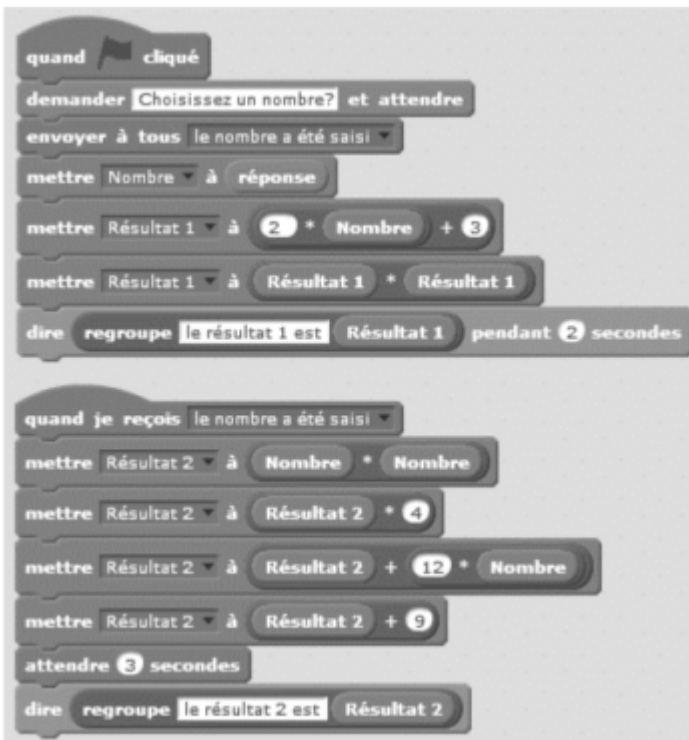 quand cliqué
demander Choisissez un nombre? et attendre
envoyer à tous le nombre a été saisi
mettre Nombre à réponse
mettre Résultat 1 à 2 * Nombre + 3
mettre Résultat 1 à Résultat 1 * Résultat 1
dire regroupe le résultat 1 est Résultat 1 pendant 2 secondes
quand je reçois le nombre a été saisi
mettre Résultat 2 à Nombre * Nombre
mettre Résultat 2 à Résultat 2 * 4
mettre Résultat 2 à Résultat 2 + 12 * Nombre
mettre Résultat 2 à Résultat 2 + 9
attendre 3 secondes
dire regroupe le résultat 2 est Résultat 2